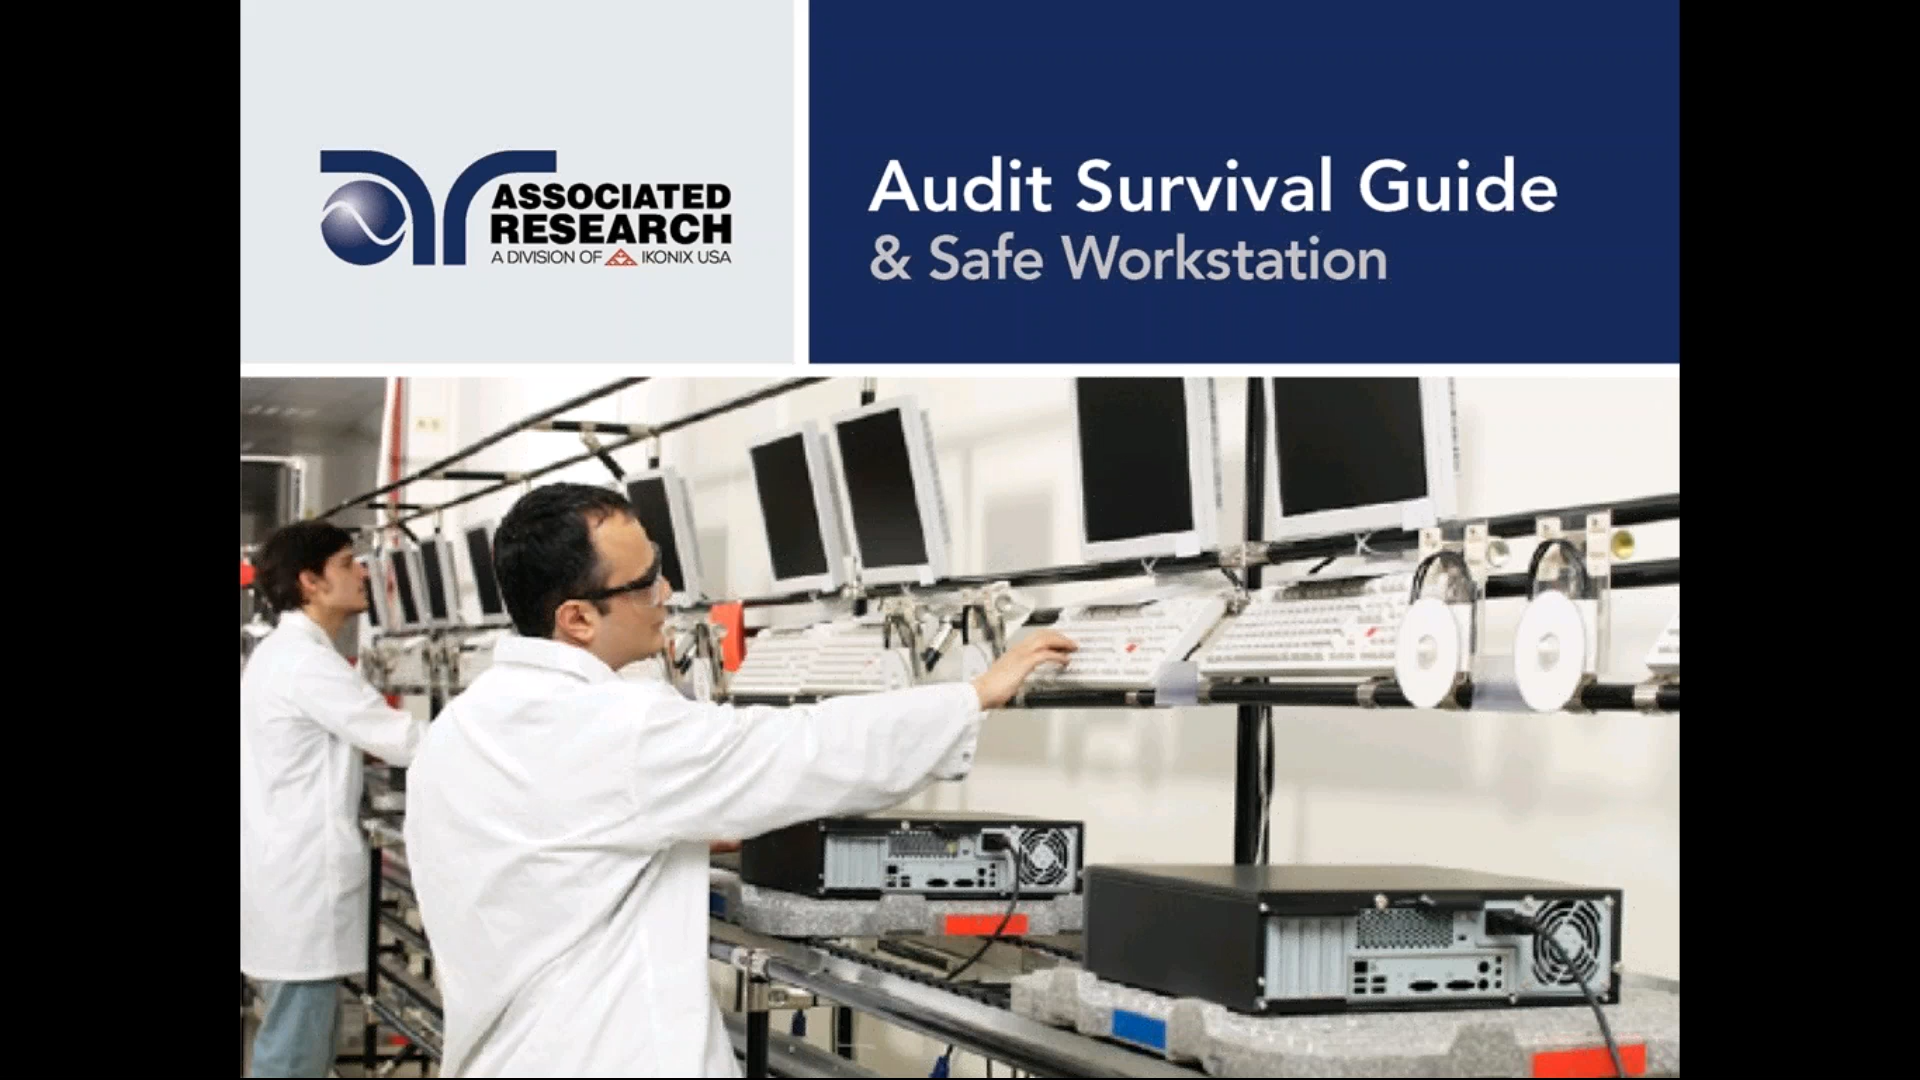 ASSOCIATED
RESEARCH
A DIVISION OF IKONIX USA
Audit Survival Guide
& Safe Workstation